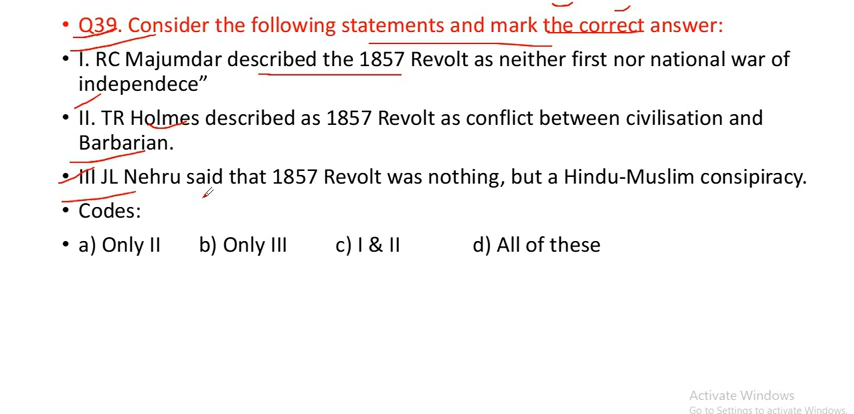 • Q39. Consider the following statements and mark the correct answer:
• I. RC Majumdar described the 1857 Revolt as neither first nor national war of
independece”
• II. TR Holmes described as 1857 Revolt as conflict between civilisation and
Barbarian.
• III JL Nehru said that 1857 Revolt was nothing, but a Hindu-Muslim consipiracy.
• Codes:
• a) Only II b) Only III c) I & II d) All of these
Activate Windows
Go to Settings to activate Windows